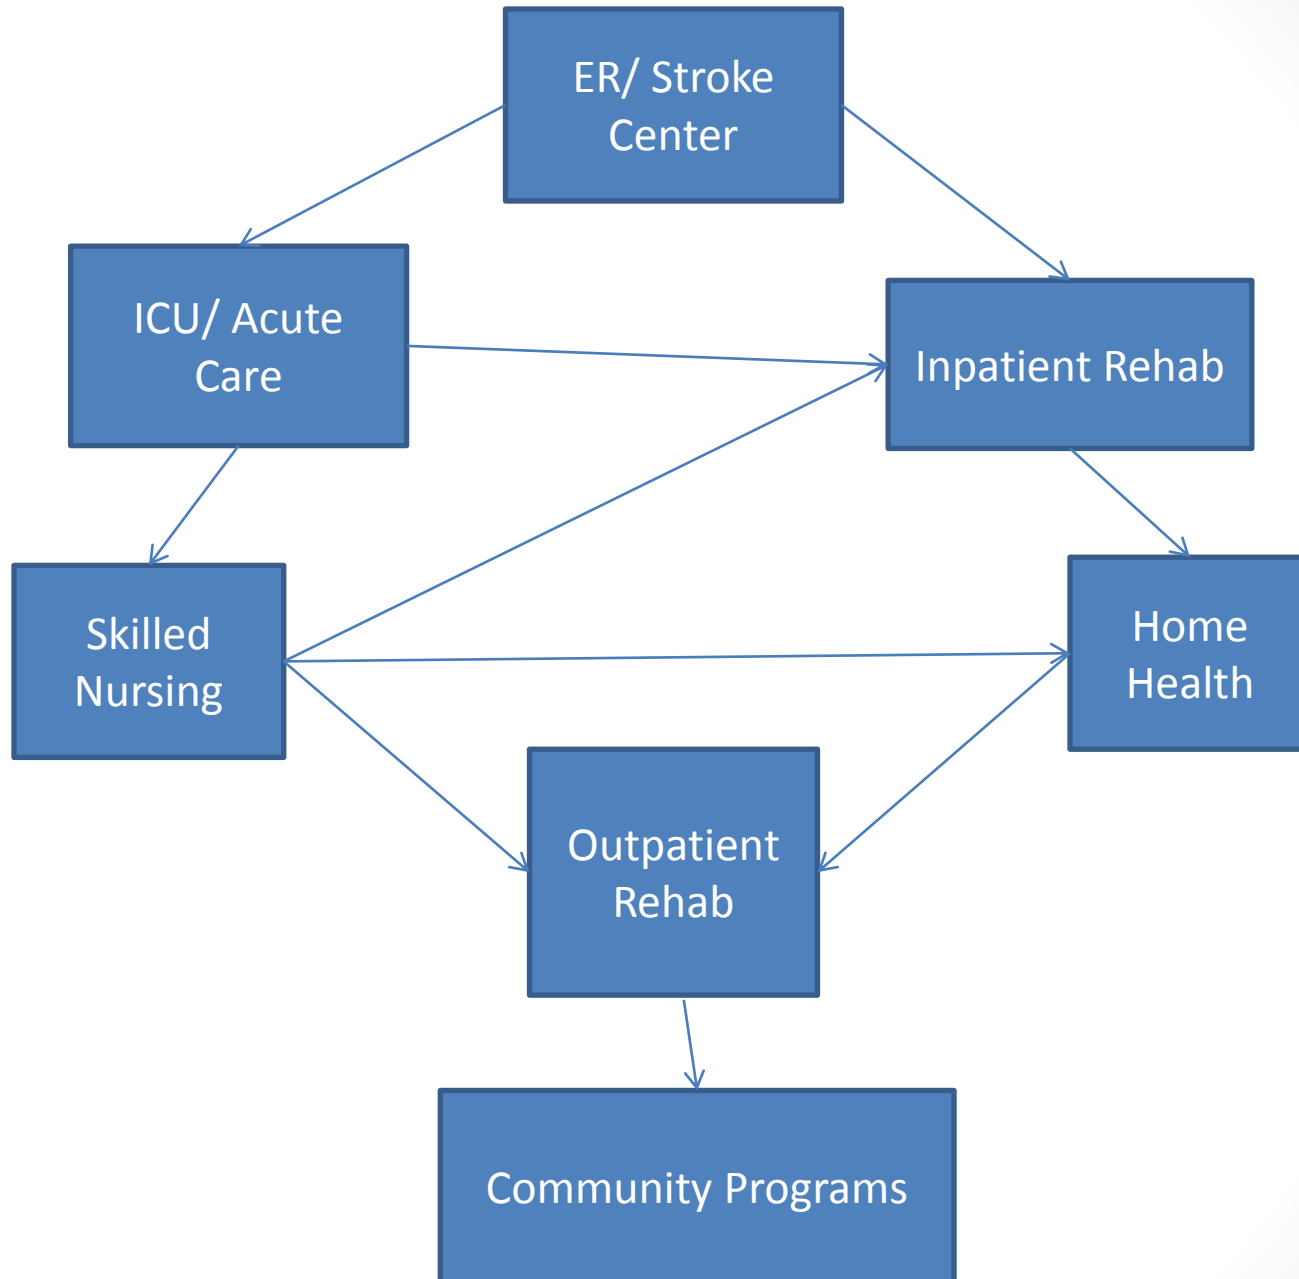 ER/ Stroke
Center
ICU/ Acute
Care
Inpatient Rehab
Skilled
Nursing
Home
Health
Outpatient
Rehab
Community Programs